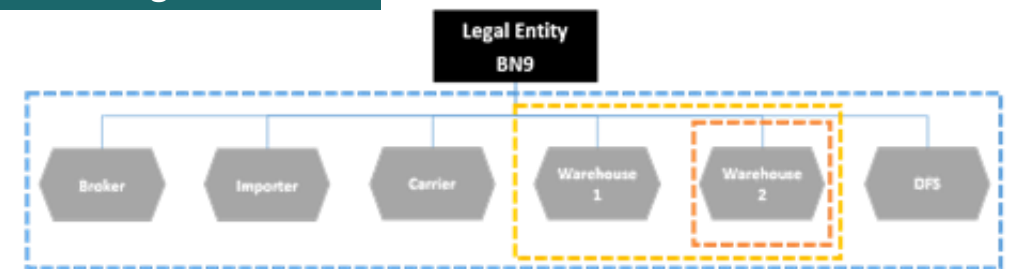 Legal Entity
BN9
Broker
Importer
Carrier
Warehouse
1
Warehouse
2
DFS